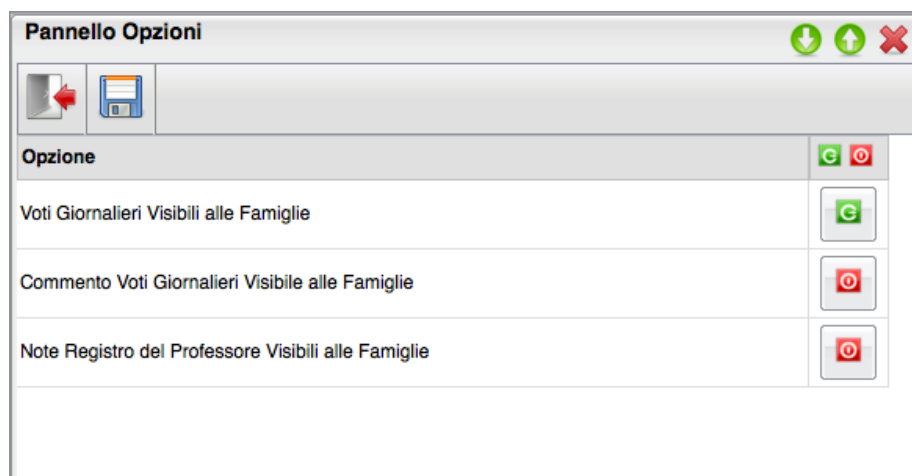 Pannello Opzioni
Opzione
Voti Giornalieri Visibili alle Famiglie
Commento Voti Giornalieri Visibile alle Famiglie
Note Registro del Professore Visibili alle Famiglie